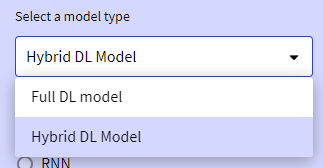 Select a model type
Hybrid DL Model
Full DL model
Hybrid DL Model
RNN